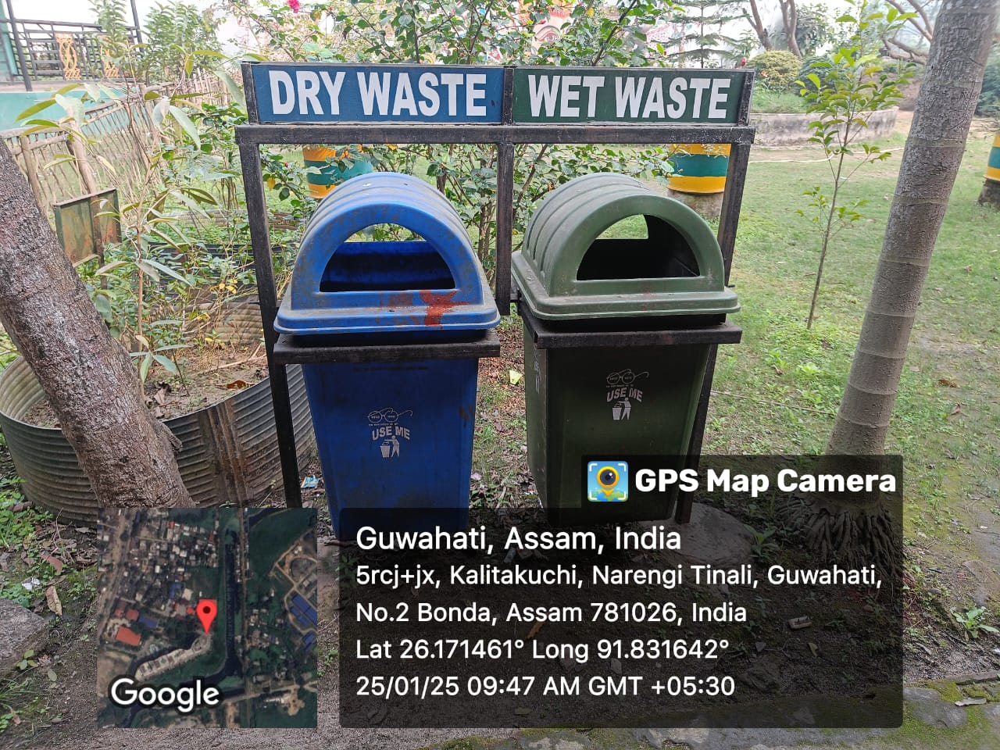 DRY WASTE
WET WASTE
USE ME
USE ME
GPS Map Camera
Guwahati, Assam, India
5rcj+jx, Kalitakuchi, Narengi Tinali, Guwahati,
No.2 Bonda, Assam 781026, India
Lat 26.171461° Long 91.831642°
25/01/25 09:47 AM GMT +05:30
Google